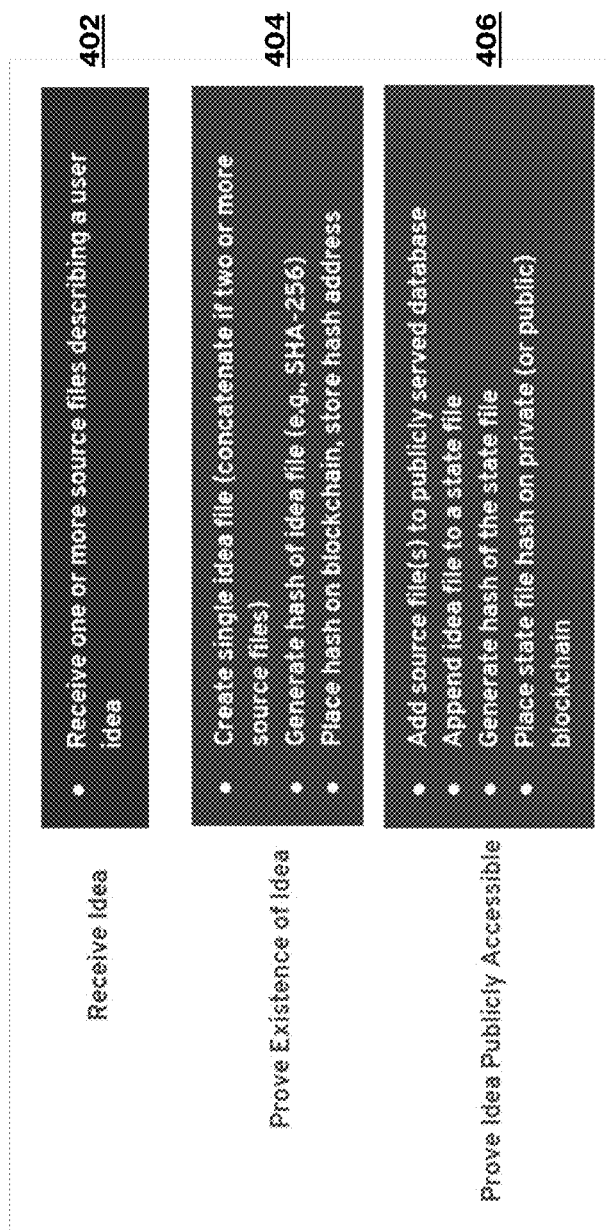 Receive Idea
• Receive one or more source files describing a user
idea
402
Prove Existence of Idea
• Create single idea file (concatenate if two or more
source files)
• Generate hash of idea file (e.g., SHA-256)
• Place hash on blockchain, store hash address
404
Prove Idea Publicly Accessible
• Add source file(s) to publicly served database
• Append idea file to a state file
• Generate hash of the state file
• Place state file hash on private (or public)
blockchain
406